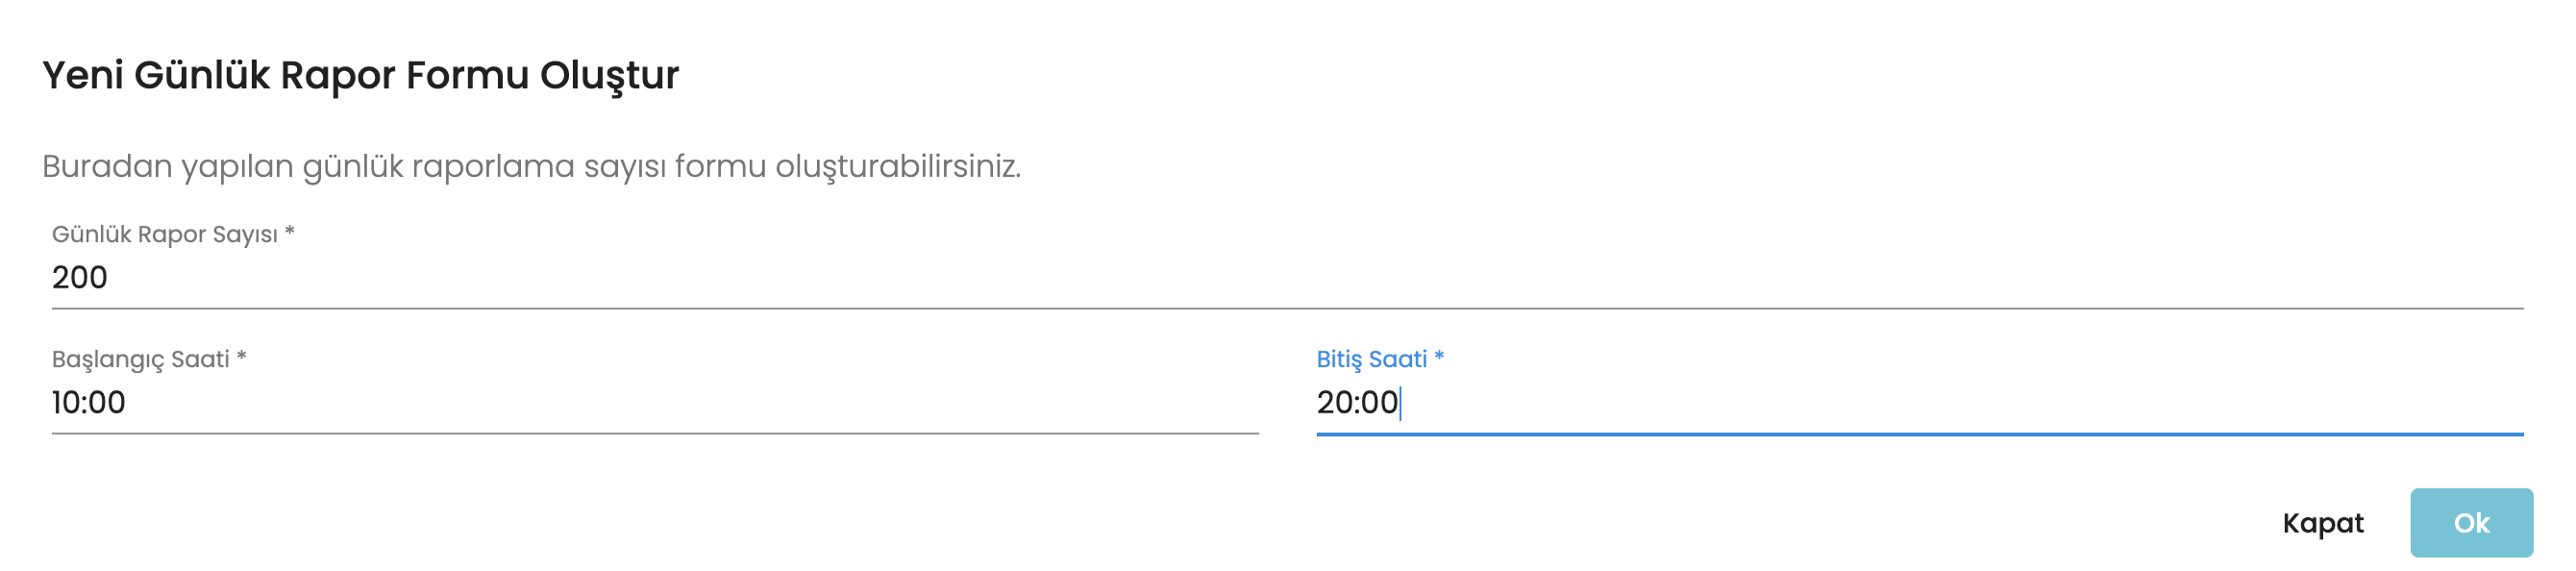 Yeni Günlük Rapor Formu Oluştur
Buradan yapılan günlük raporlama sayısı formu oluşturabilirsiniz.
Günlük Rapor Sayısı *
200
Başlangıç Saati *
10:00
Bitiş Saati *
20:00
Kapat
Ok